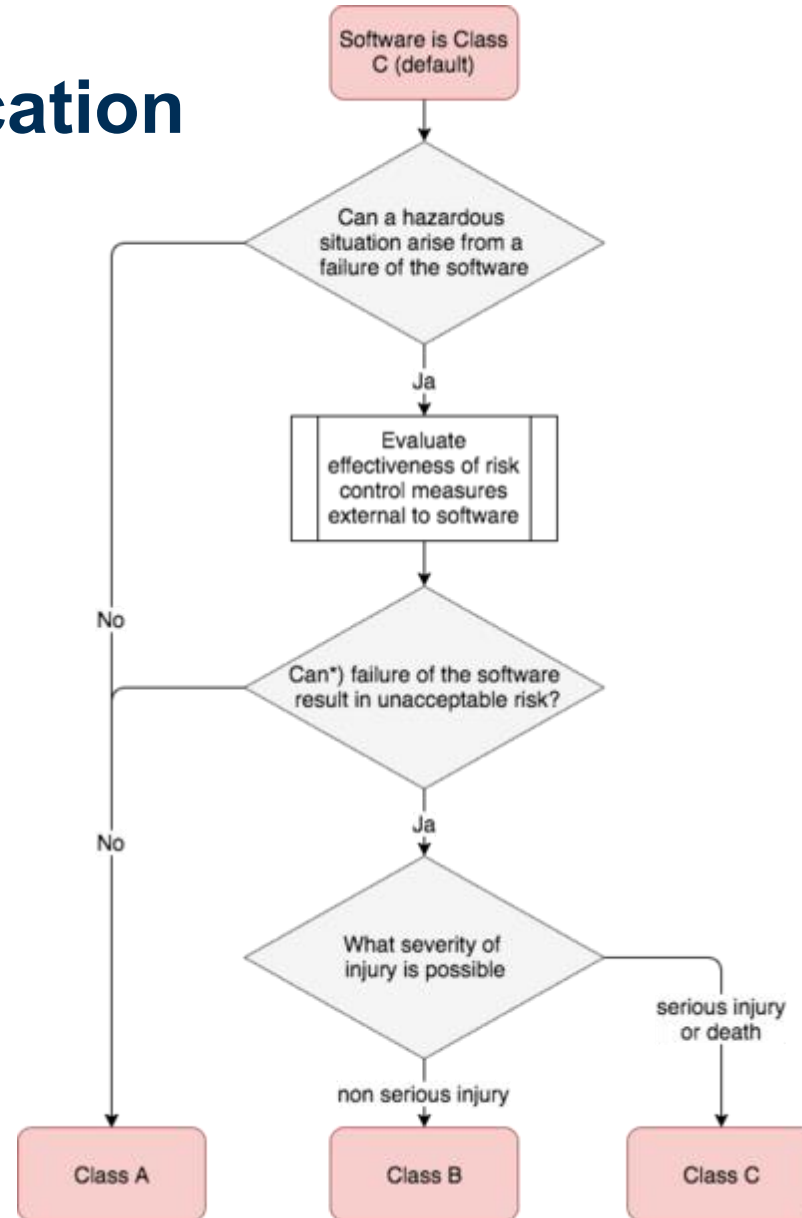 cation
Software is Class
C (default)
Can a hazardous
situation arise from a
failure of the software
Ja
Evaluate
effectiveness of risk
control measures
external to software
No
Can*) failure of the software
result in unacceptable risk?
Ja
No
What severity of
injury is possible
serious injury
or death
non serious injury
Class A
Class B
Class C